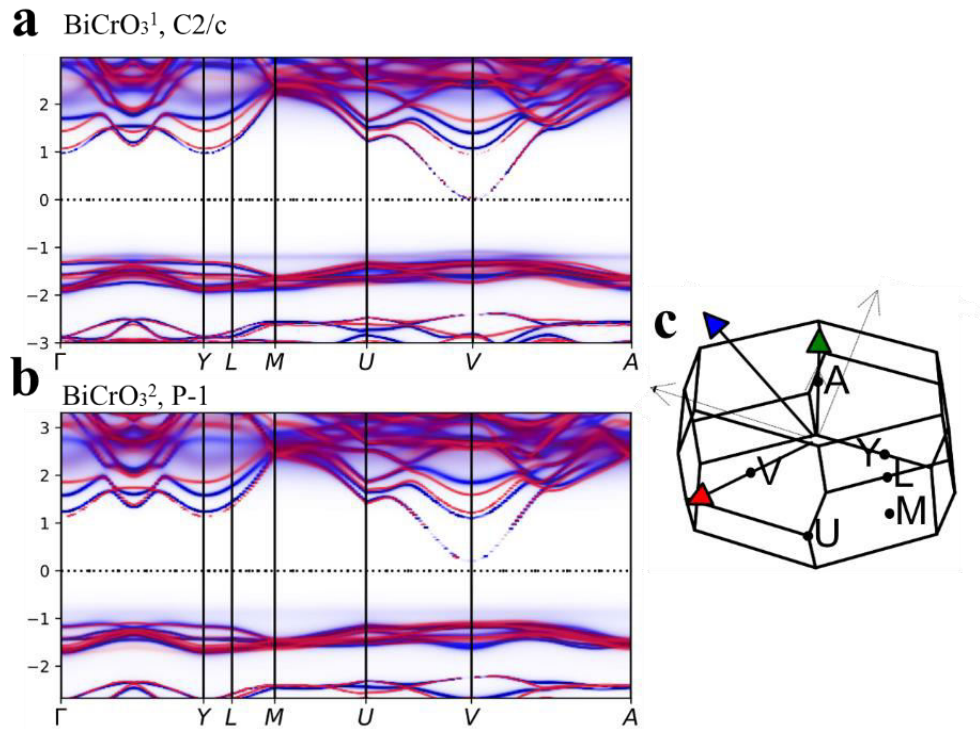 a BiCrO₃¹, C2/c
2
1
0
−1
−2
−3
Γ Y L M U V A
b BiCrO₃², P-1
3
2
1
0
−1
−2
Γ Y L M U V A
c
A
Y
L
V
M
U